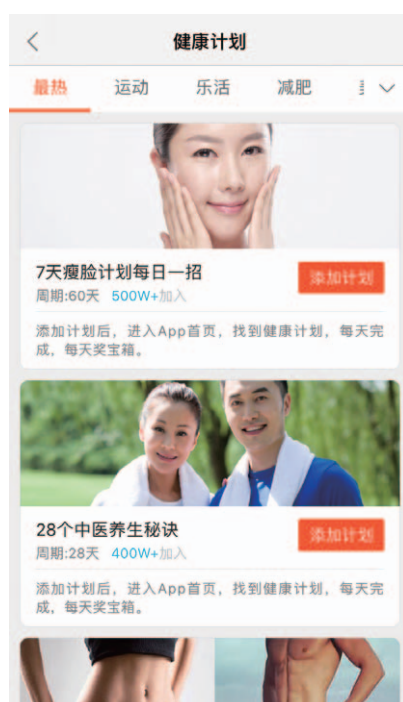 健康计划
最热 运动 乐活 减肥
7天瘦脸计划每日一招
添加计划
周期:60天 500W+加入
添加计划后，进入App首页，找到健康计划，每天完
成，每天奖宝箱。
28个中医养生秘诀
添加计划
周期:28天 400W+加入
添加计划后，进入App首页，找到健康计划，每天完
成，每天奖宝箱。